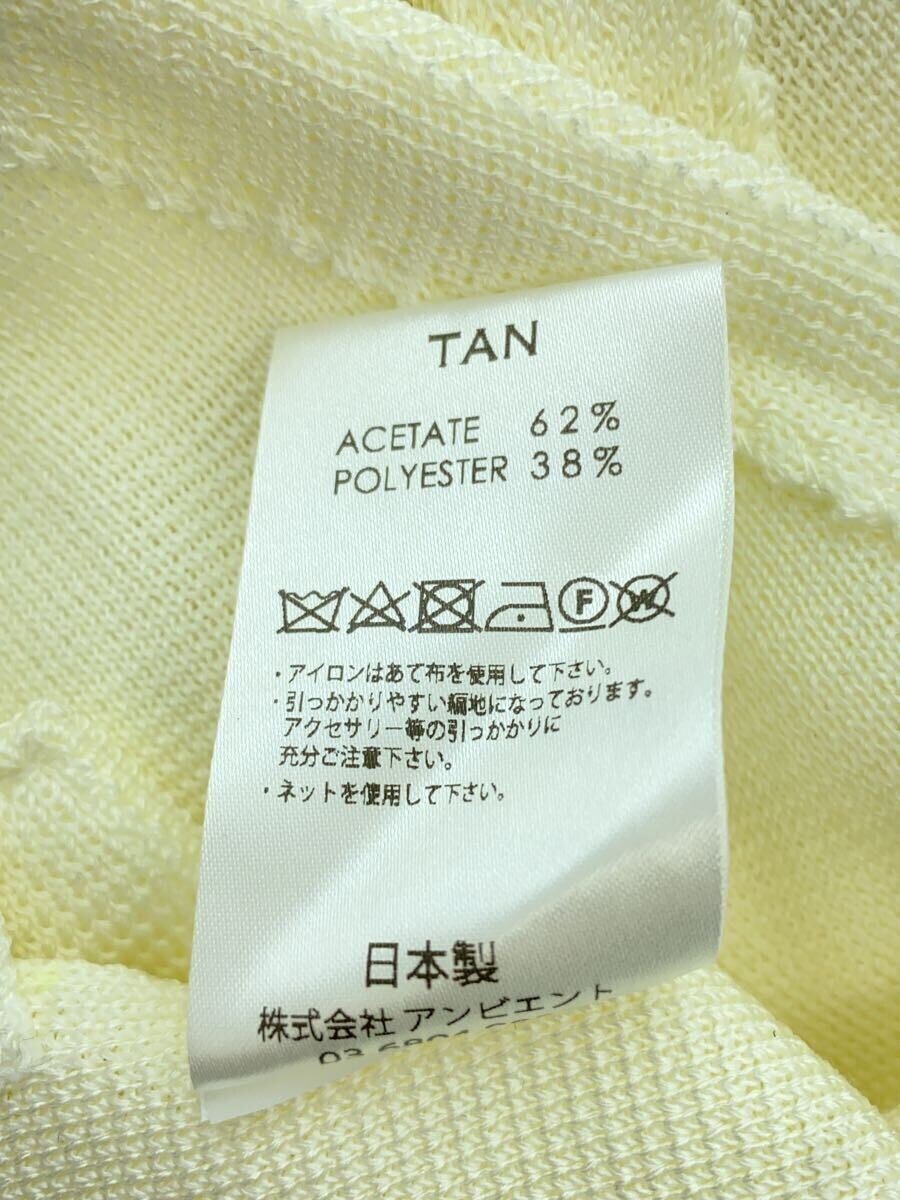 TAN
ACETATE 62%
POLYESTER 38%
F W
・アイロンはあて布を使用して下さい。
・引っかかりやすい編地になっております。
アクセサリー等の引っかかりに
充分ご注意下さい。
・ネットを使用して下さい。
日本製
株式会社 アンビエント
03